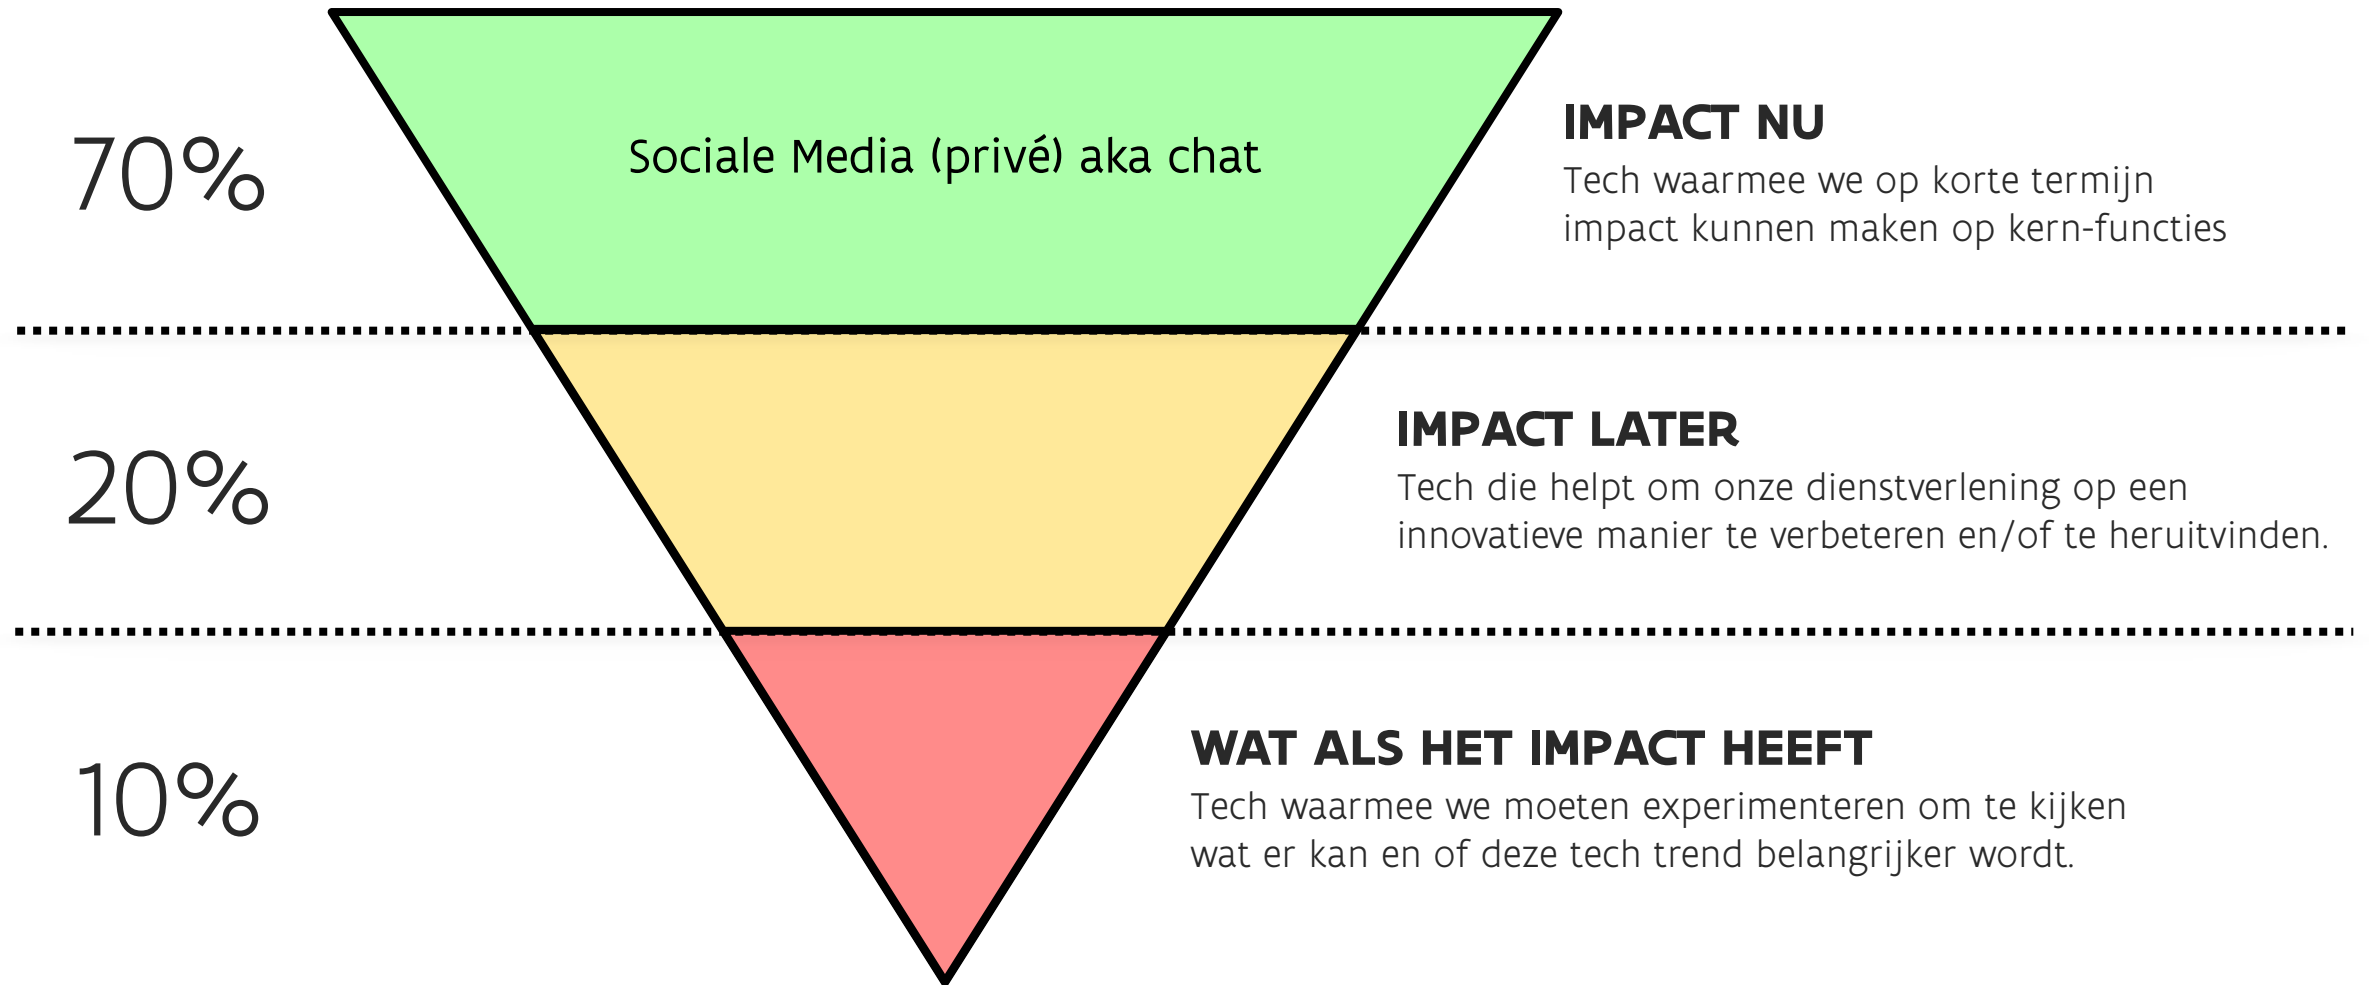 70%
Sociale Media (privé) aka chat
IMPACT NU
Tech waarmee we op korte termijn
impact kunnen maken op kern-functies
20%
IMPACT LATER
Tech die helpt om onze dienstverlening op een
innovatieve manier te verbeteren en/of te heruitvinden.
10%
WAT ALS HET IMPACT HEEFT
Tech waarmee we moeten experimenteren om te kijken
wat er kan en of deze tech trend belangrijker wordt.